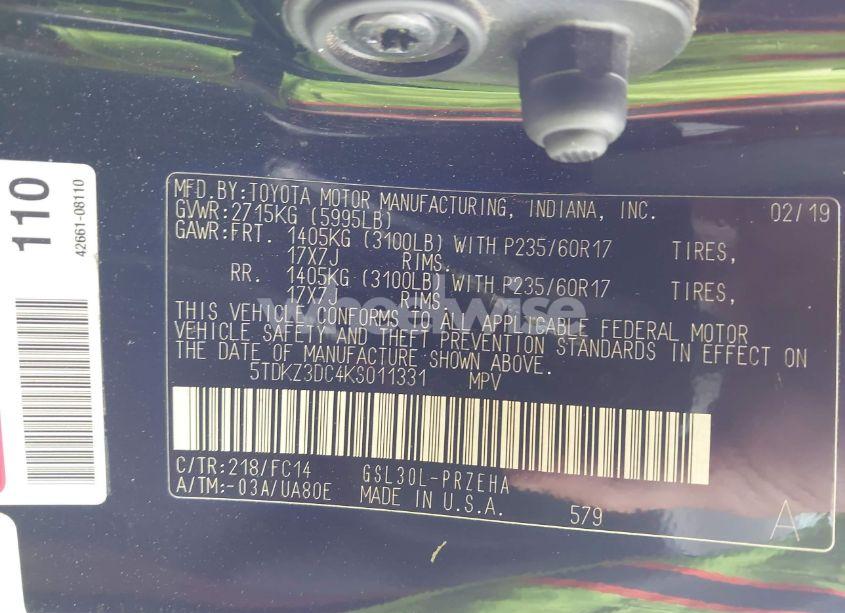 110
42661-08110
MFD.BY:TOYOTA MOTOR MANUFACTURING, INDIANA, INC. 02/19
GVWR:2715KG (5995LB)
GAWR:FRT. 1405KG (3100LB) WITH P235/60R17 TIRES,
17X7J RIMS.
RR. 1405KG (3100LB) WITH P235/60R17 TIRES,
17X7J RIMS.
wheelwise
THIS VEHICLE CONFORMS TO ALL APPLICABLE FEDERAL MOTOR
VEHICLE SAFETY AND THEFT PREVENTION STANDARDS IN EFFECT ON
THE DATE OF MANUFACTURE SHOWN ABOVE.
5TDKZ3DC4KS011331 MPV
C/TR:218/FC14 GSL30L-PRZEHA
A/TM:-03A/UA80E MADE IN U.S.A. 579 A